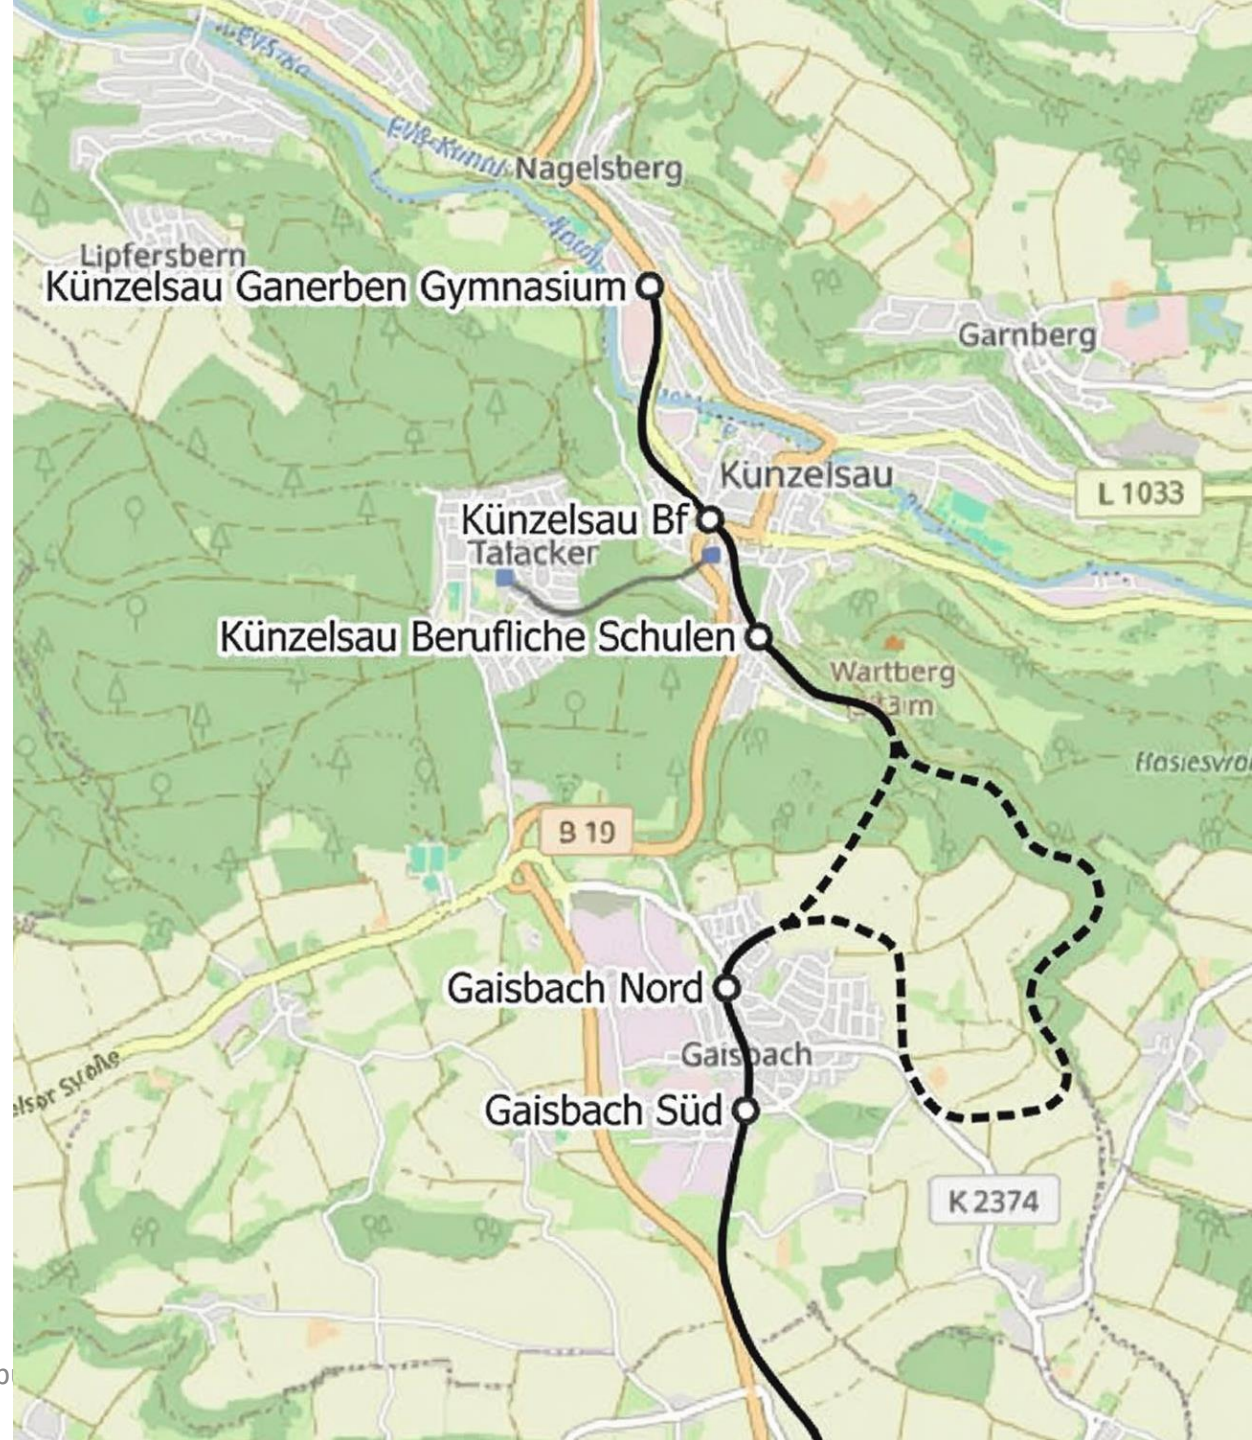 Nagelsberg
Lipfersbern
Künzelsau Ganerben Gymnasium
Garnberg
Künzelsau
L 1033
Künzelsau Bf
Talacker
Künzelsau Berufliche Schulen
Wartberg
B 19
Gaisbach Nord
Gaisbach
Gaisbach Süd
K 2374